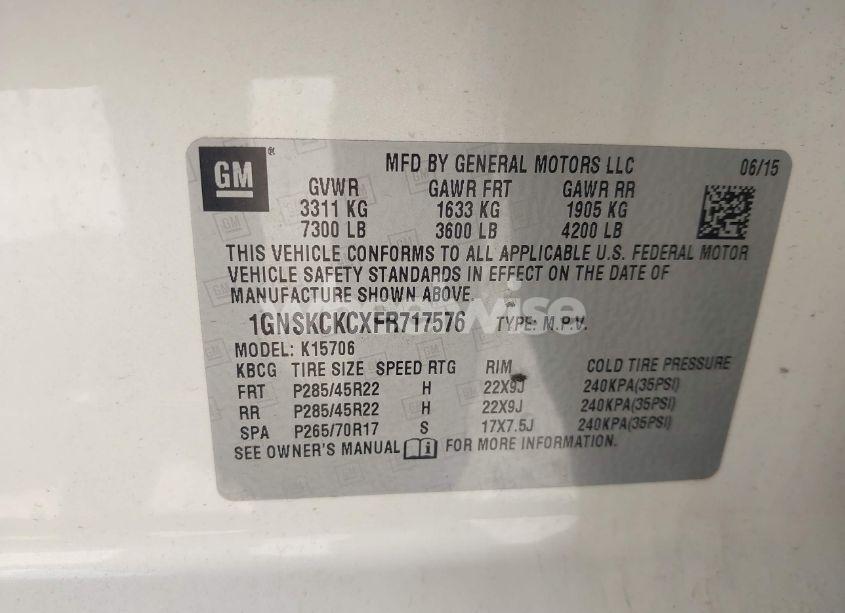 GM ®
MFD BY GENERAL MOTORS LLC 06/15
GVWR GAWR FRT GAWR RR
3311 KG 1633 KG 1905 KG
7300 LB 3600 LB 4200 LB
THIS VEHICLE CONFORMS TO ALL APPLICABLE U.S. FEDERAL MOTOR
VEHICLE SAFETY STANDARDS IN EFFECT ON THE DATE OF
MANUFACTURE SHOWN ABOVE.
1GNSKCKCXFR717576 TYPE: M.P.V.
MODEL: K15706
KBCG TIRE SIZE SPEED RTG RIM COLD TIRE PRESSURE
FRT P285/45R22 H 22X9J 240KPA(35PSI)
RR P285/45R22 H 22X9J 240KPA(35PSI)
SPA P265/70R17 S 17X7.5J 240KPA(35PSI)
SEE OWNER'S MANUAL i FOR MORE INFORMATION.